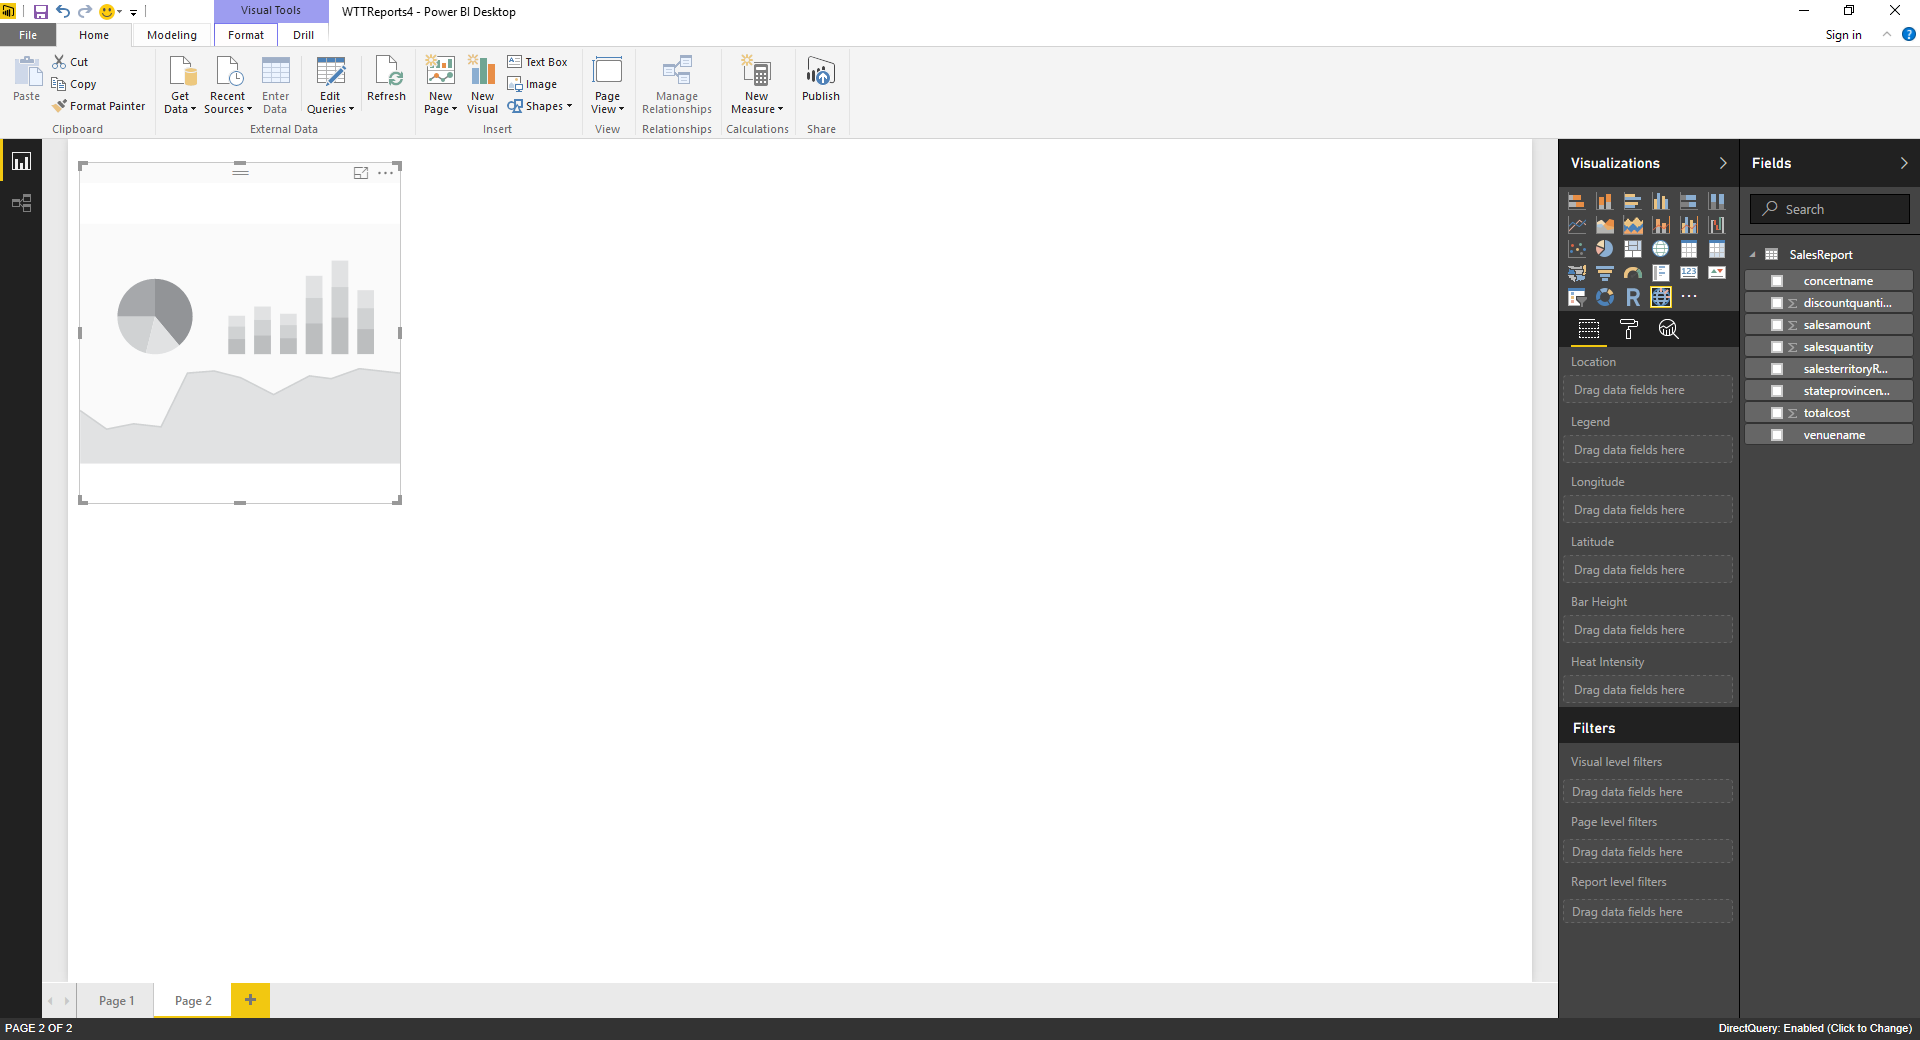 Visual Tools
WTTReports4 - Power BI Desktop
File
Home
Modeling
Format
Drill
Sign in
?
Paste
Cut
Copy
Format Painter
Clipboard
Get
Data
Recent
Sources
Enter
Data
Edit
Queries
Refresh
External Data
New
Page
New
Visual
Text Box
Image
Shapes
Insert
Page
View
View
Manage
Relationships
Relationships
New
Measure
Calculations
Publish
Share
Visualizations
Fields
Search
123
R
SalesReport
concertname
Σ discountquanti...
Σ salesamount
Σ salesquantity
salesterritoryR...
stateprovincen...
Σ totalcost
venuename
Location
Drag data fields here
Legend
Drag data fields here
Longitude
Drag data fields here
Latitude
Drag data fields here
Bar Height
Drag data fields here
Heat Intensity
Drag data fields here
Filters
Visual level filters
Drag data fields here
Page level filters
Drag data fields here
Report level filters
Drag data fields here
Page 1
Page 2
+
PAGE 2 OF 2
DirectQuery: Enabled (Click to Change)